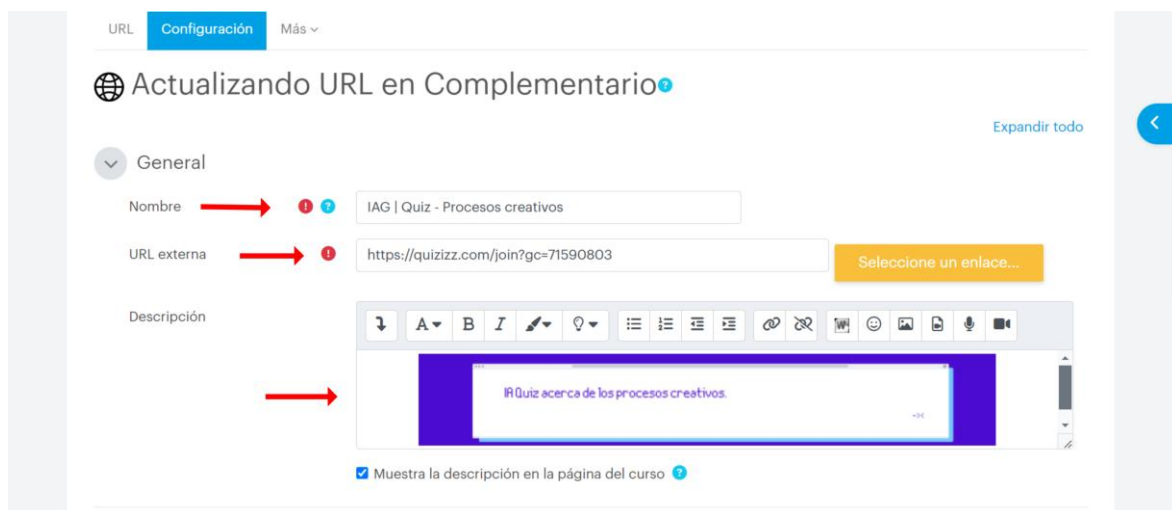 URL Configuración Más
Actualizando URL en Complementario
Expandir todo
General
Nombre IAG | Quiz - Procesos creativos
URL externa https://quizizz.com/join?gc=71590803 Seleccione un enlace...
Descripción
IA Quiz acerca de los procesos creativos.
Muestra la descripción en la página del curso